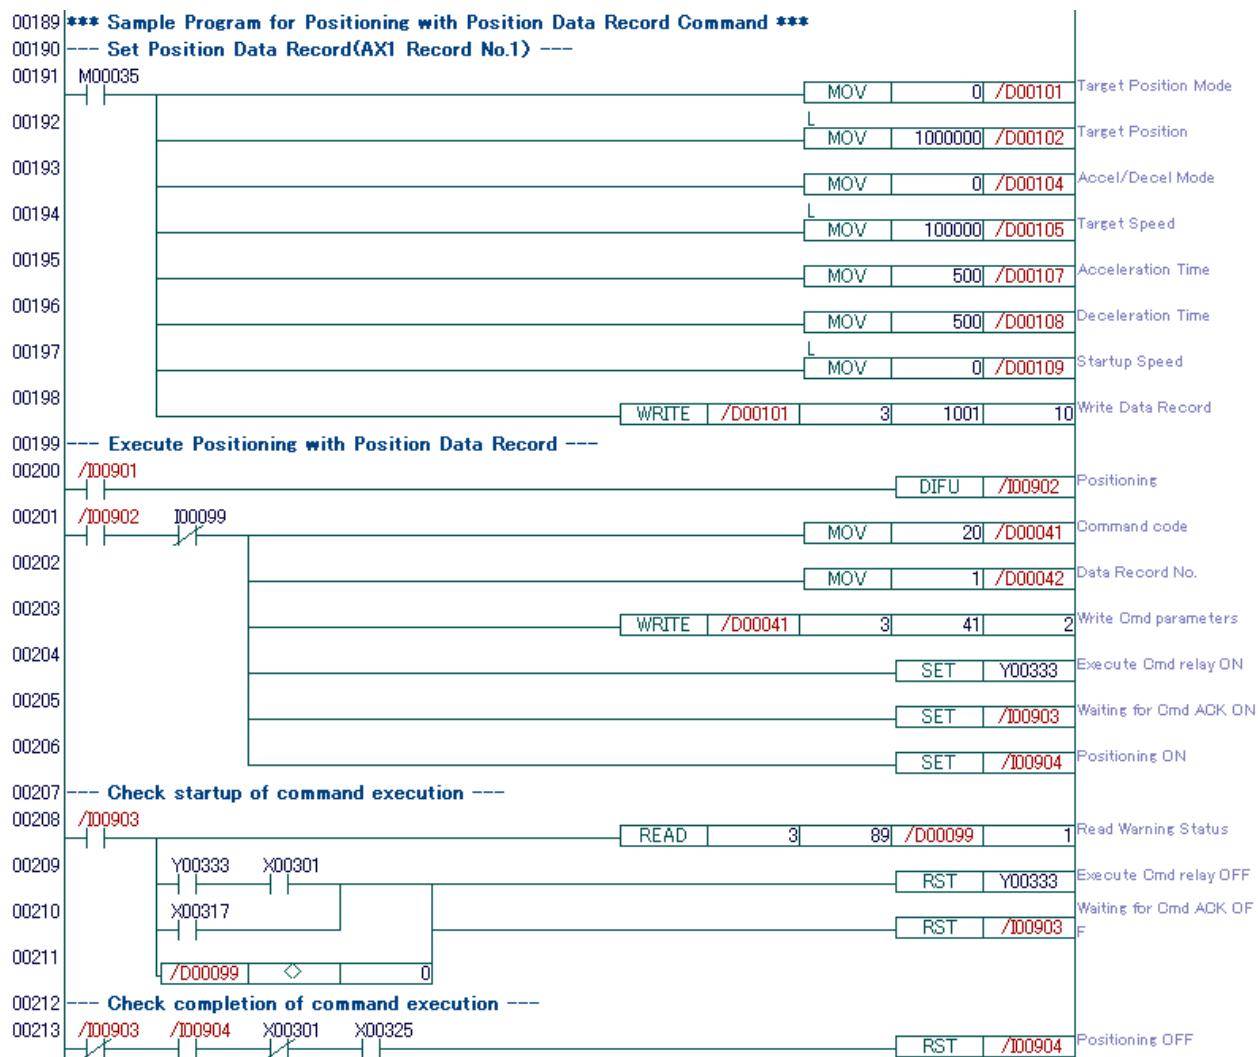 00189 *** Sample Program for Positioning with Position Data Record Command ***
00190 --- Set Position Data Record(AX1 Record No.1) ---
00191 M00035 MOV 0 /D00101 Target Position Mode
00192 L MOV 1000000 /D00102 Target Position
00193 MOV 0 /D00104 Accel/Decel Mode
00194 L MOV 100000 /D00105 Target Speed
00195 MOV 500 /D00107 Acceleration Time
00196 MOV 500 /D00108 Deceleration Time
00197 L MOV 0 /D00109 Startup Speed
00198 WRITE /D00101 3 1001 10 Write Data Record
00199 --- Execute Positioning with Position Data Record ---
00200 /I00901 DIFU /I00902 Positioning
00201 /I00902 I00099 MOV 20 /D00041 Command code
00202 MOV 1 /D00042 Data Record No.
00203 WRITE /D00041 3 41 2 Write Cmd parameters
00204 SET Y00333 Execute Cmd relay ON
00205 SET /I00903 Waiting for Cmd ACK ON
00206 SET /I00904 Positioning ON
00207 --- Check startup of command execution ---
00208 /I00903 READ 3 89 /D00099 1 Read Warning Status
00209 Y00333 X00301 RST Y00333 Execute Cmd relay OFF
00210 X00317 RST /I00903 Waiting for Cmd ACK OF
F
00211 /D00099 <> 0
00212 --- Check completion of command execution ---
00213 /I00903 /I00904 X00301 X00325 RST /I00904 Positioning OFF